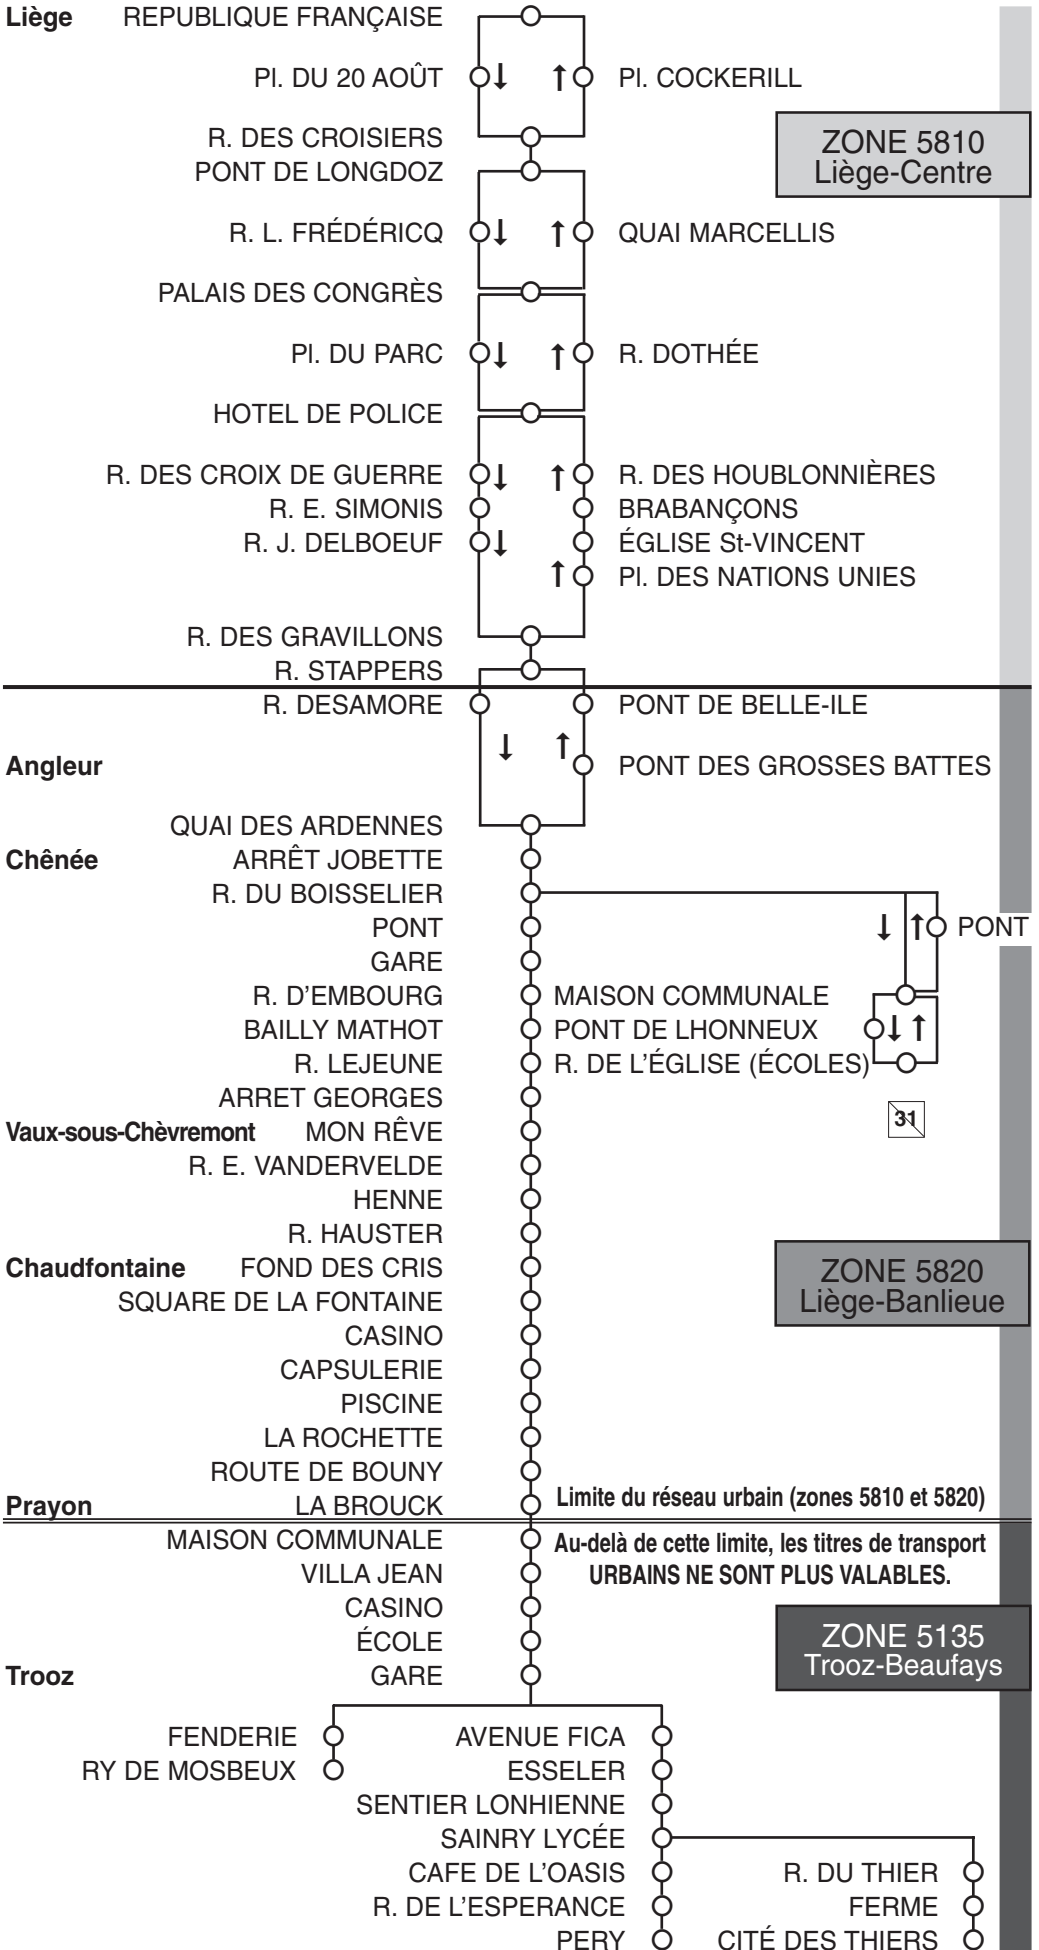 Liège REPUBLIQUE FRANÇAISE
Pl. DU 20 AOÛT Pl. COCKERILL
R. DES CROISIERS
ZONE 5810
Liège-Centre
PONT DE LONGDOZ
R. L. FRÉDÉRICQ QUAI MARCELLIS
PALAIS DES CONGRÈS
Pl. DU PARC R. DOTHÉE
HOTEL DE POLICE
R. DES CROIX DE GUERRE R. DES HOUBLONNIÈRES
R. E. SIMONIS BRABANÇONS
R. J. DELBOEUF ÉGLISE St-VINCENT
Pl. DES NATIONS UNIES
R. DES GRAVILLONS
R. STAPPERS
R. DESAMORE PONT DE BELLE-ILE
Angleur PONT DES GROSSES BATTES
QUAI DES ARDENNES
Chênée ARRÊT JOBETTE
R. DU BOISSELIER
PONT PONT
GARE
R. D'EMBOURG MAISON COMMUNALE
BAILLY MATHOT PONT DE LHONNEUX
R. LEJEUNE R. DE L'ÉGLISE (ÉCOLES)
ARRET GEORGES
31
Vaux-sous-Chèvremont MON RÊVE
R. E. VANDERVELDE
HENNE
R. HAUSTER
Chaudfontaine FOND DES CRIS
ZONE 5820
Liège-Banlieue
SQUARE DE LA FONTAINE
CASINO
CAPSULERIE
PISCINE
LA ROCHETTE
ROUTE DE BOUNY
Prayon LA BROUCK Limite du réseau urbain (zones 5810 et 5820)
MAISON COMMUNALE Au-delà de cette limite, les titres de transport
VILLA JEAN URBAINS NE SONT PLUS VALABLES.
CASINO
ÉCOLE
ZONE 5135
Trooz-Beaufays
Trooz GARE
FENDERIE AVENUE FICA
RY DE MOSBEUX ESSELER
SENTIER LONHIENNE
SAINRY LYCÉE
CAFE DE L'OASIS R. DU THIER
R. DE L'ESPERANCE FERME
PERY CITÉ DES THIERS